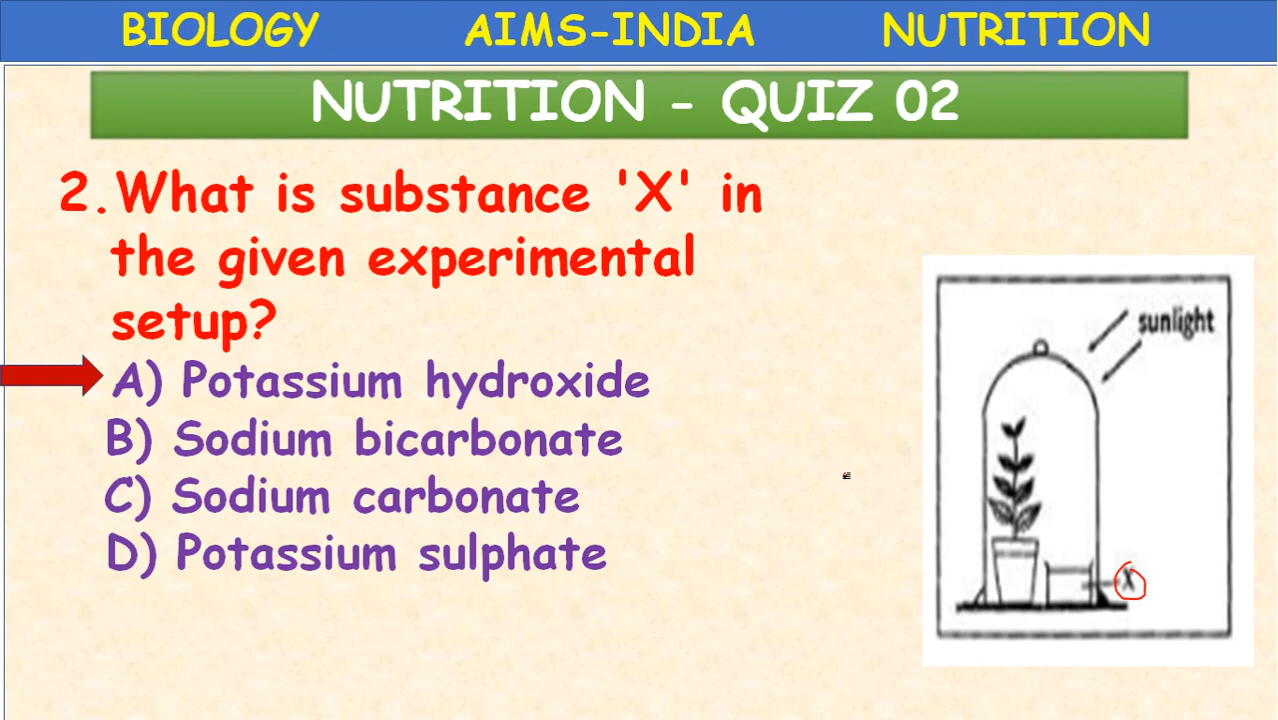 BIOLOGY AIMS-INDIA NUTRITION
NUTRITION - QUIZ 02
2.What is substance 'X' in
the given experimental
setup?
A) Potassium hydroxide
B) Sodium bicarbonate
C) Sodium carbonate
D) Potassium sulphate
sunlight
X